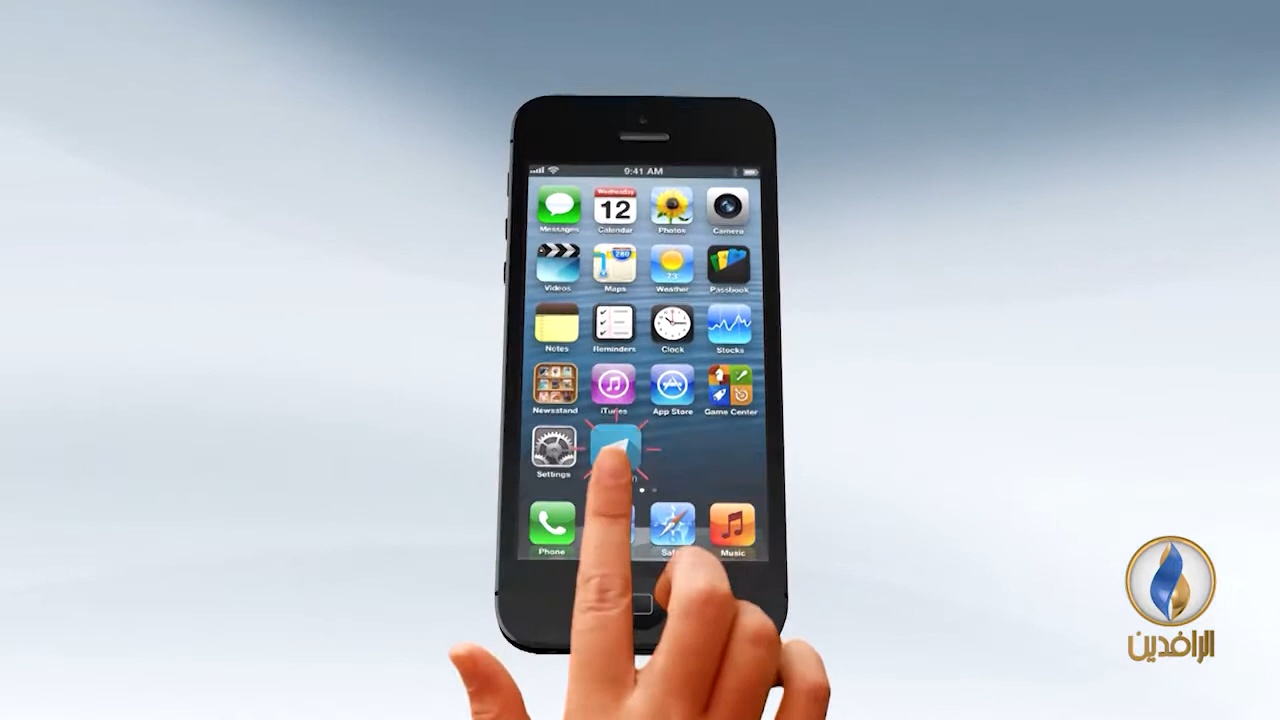 9:41 AM
Wednesday
12
Messages Calendar Photos Camera
280
73
Videos Maps Weather Passbook
Notes Reminders Clock Stocks
Newsstand iTunes App Store Game Center
Settings
Phone Music
الرافدين